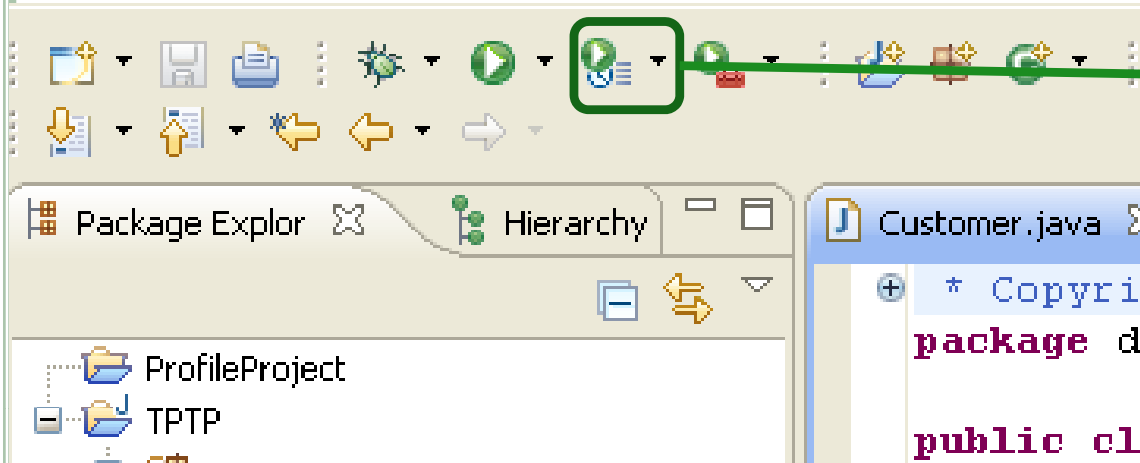 Package Explor
Hierarchy
Customer.java
* Copyri
package d
public cl
ProfileProject
TPTP